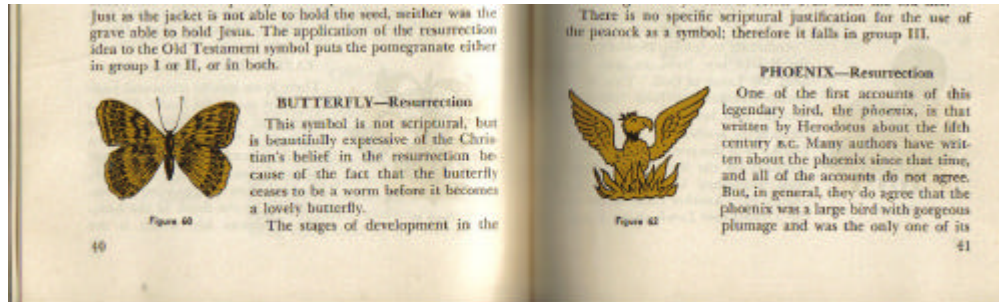 Just as the jacket is not able to hold the seed, neither was the
grave able to hold Jesus. The application of the resurrection
idea to the Old Testament symbol puts the pomegranate either
in group I or II, or in both.
BUTTERFLY—Resurrection
This symbol is not scriptural, but
is beautifully expressive of the Chris-
tian's belief in the resurrection be-
cause of the fact that the butterfly
ceases to be a worm before it becomes
a lovely butterfly.
The stages of development in the
Figure 60
40
There is no specific scriptural justification for the use of
the peacock as a symbol; therefore it falls in group III.
PHOENIX—Resurrection
One of the first accounts of this
legendary bird, the phoenix, is that
written by Herodotus about the fifth
century B.C. Many authors have writ-
ten about the phoenix since that time,
and all of the accounts do not agree.
But, in general, they do agree that the
phoenix was a large bird with gorgeous
plumage and was the only one of its
Figure 62
41